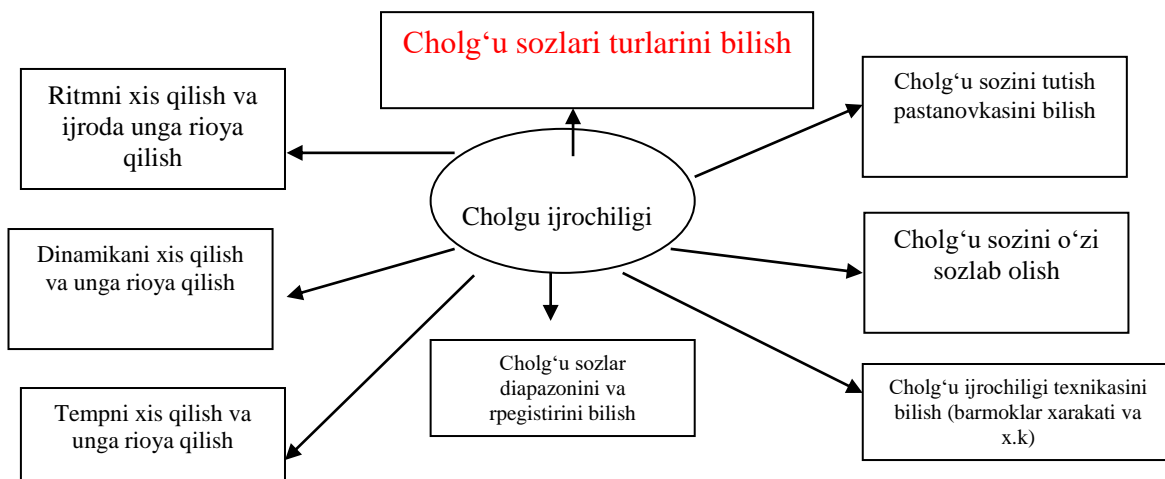 Cholg‘u sozlari turlarini bilish
Ritmni xis qilish va
ijroda unga rioya
qilish
Cholg‘u sozini tutish
pastanovkasini bilish
Cholgu ijrochiligi
Dinamikani xis qilish
va unga rioya qilish
Cholg‘u sozini o‘zi
sozlab olish
Cholg‘u sozlar
diapazonini va
rpegistirini bilish
Tempni xis qilish va
unga rioya qilish
Cholg‘u ijrochiligi texnikasini
bilish (barmoklar xarakati va
x.k)